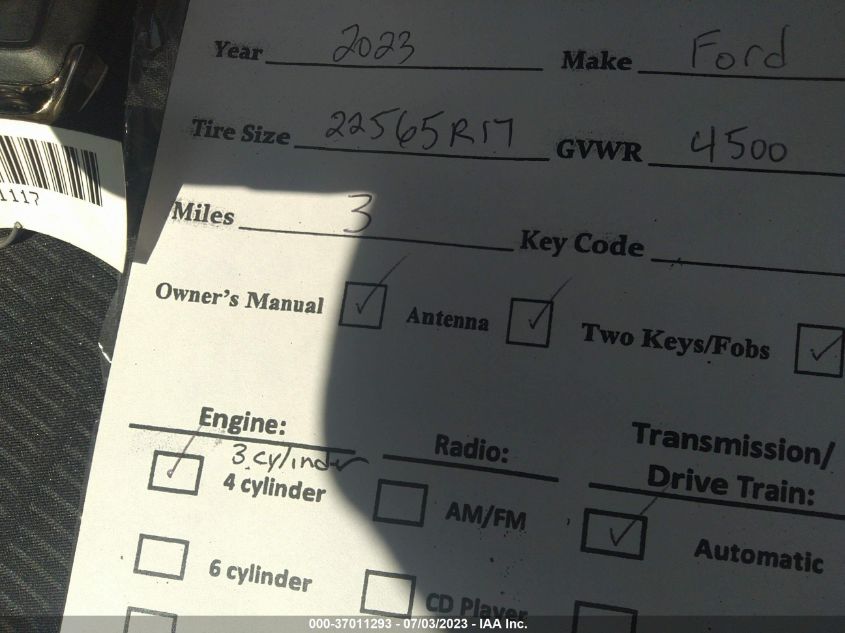 Year 2023 Make Ford
Tire Size 22565R17 GVWR 4500
1117
Miles 3 Key Code
Owner's Manual Antenna Two Keys/Fobs
Engine: Radio: Transmission/
Drive Train:
3 cylinder
4 cylinder AM/FM Automatic
6 cylinder CD Player
000-37011293 - 07/03/2023 - IAA Inc.